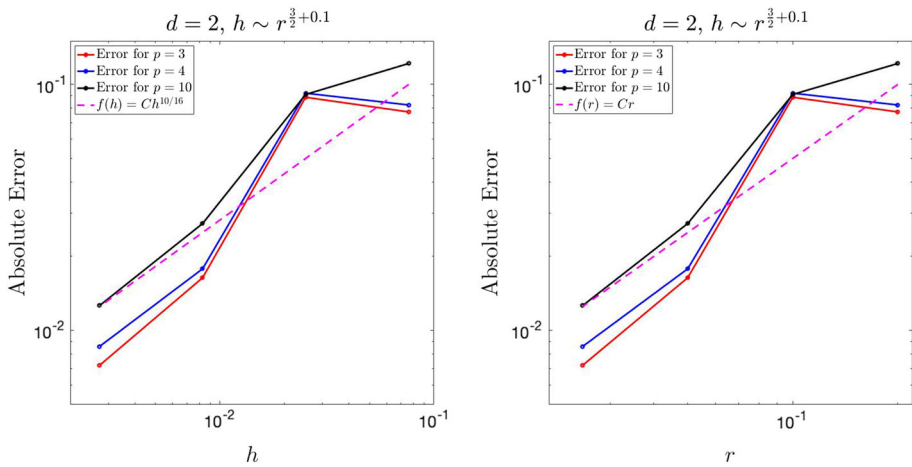 d = 2, h ∼ r^{3/2+0.1}
Error for p = 3
Error for p = 4
Error for p = 10
f(h) = Ch^{10/16}
10^{-1}
10^{-2}
Absolute Error
10^{-2}
10^{-1}
h
d = 2, h ∼ r^{3/2+0.1}
Error for p = 3
Error for p = 4
Error for p = 10
f(r) = Cr
10^{-1}
10^{-2}
Absolute Error
10^{-1}
r